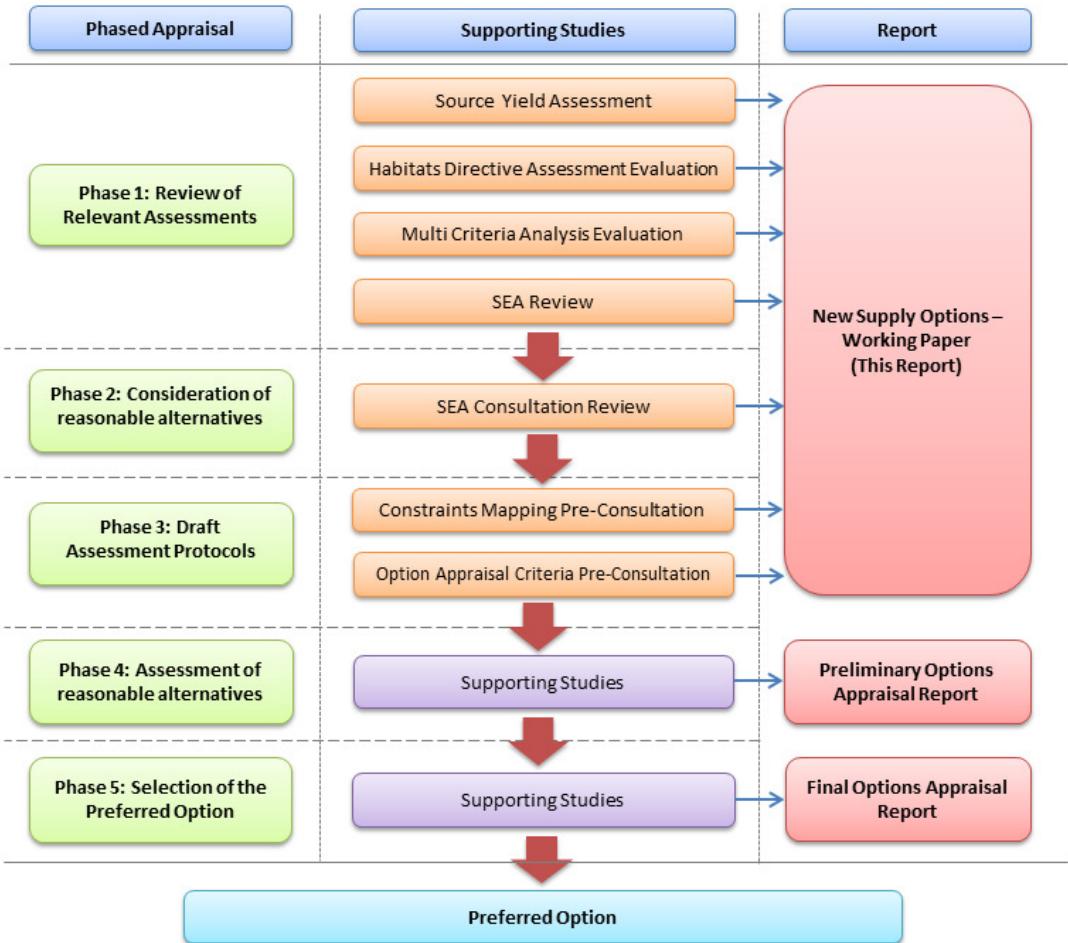 Phased Appraisal
Supporting Studies
Report
Phase 1: Review of
Relevant Assessments
Source Yield Assessment
Habitats Directive Assessment Evaluation
Multi Criteria Analysis Evaluation
SEA Review
New Supply Options –
Working Paper
(This Report)
Phase 2: Consideration of
reasonable alternatives
SEA Consultation Review
Phase 3: Draft
Assessment Protocols
Constraints Mapping Pre-Consultation
Option Appraisal Criteria Pre-Consultation
Phase 4: Assessment of
reasonable alternatives
Supporting Studies
Preliminary Options
Appraisal Report
Phase 5: Selection of the
Preferred Option
Supporting Studies
Final Options Appraisal
Report
Preferred Option